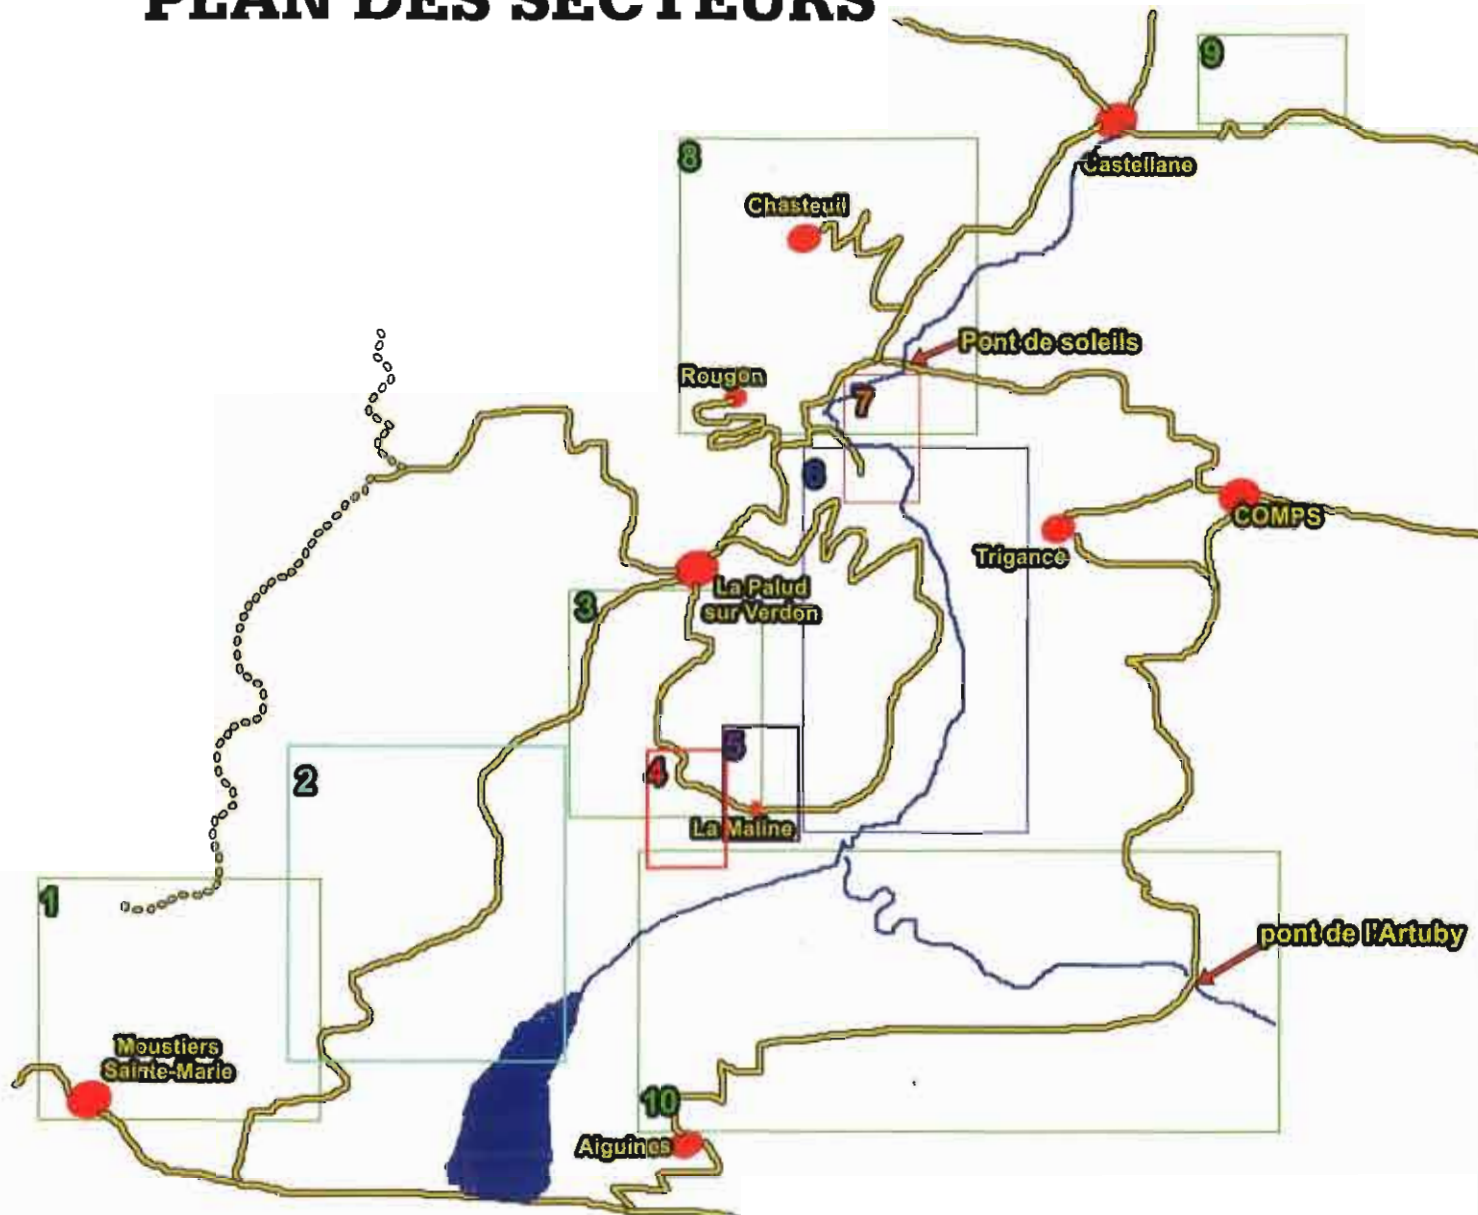 PLAN DES SECTEURS
9
Castellane
8
Chasteuil
Pont de soleils
Rougon
7
6
COMPS
Trigance
La Palud
sur Verdon
3
5
4
2
La Maline
1
pont de l'Artuby
Moustiers
Sainte-Marie
10
Aiguines